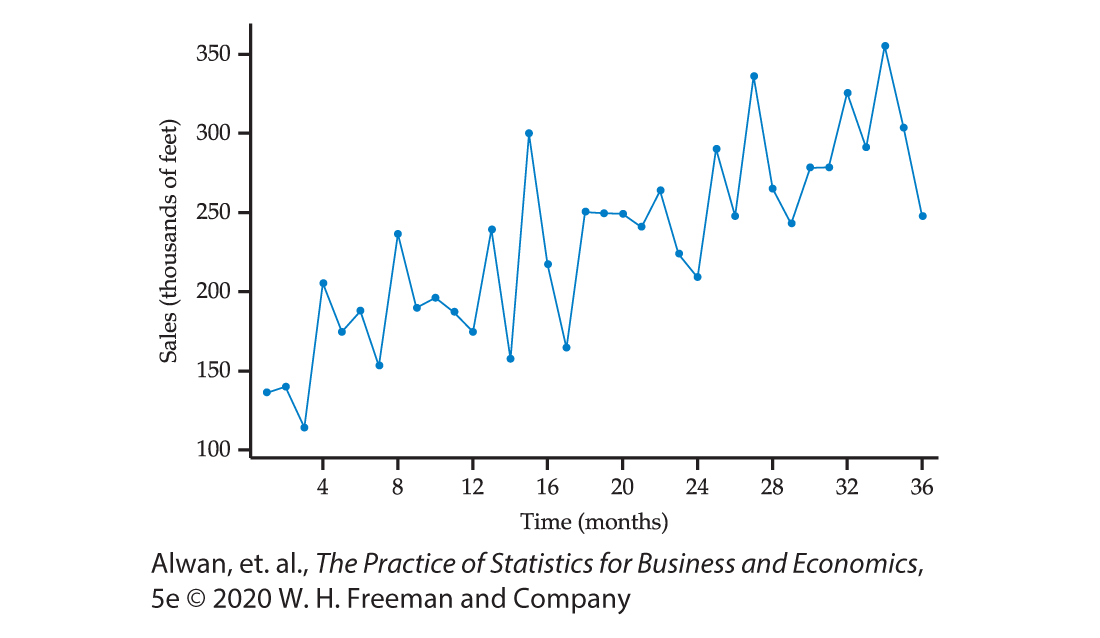 350
300
250
200
150
100
Sales (thousands of feet)
4 8 12 16 20 24 28 32 36
Time (months)
Alwan, et. al., The Practice of Statistics for Business and Economics,
5e © 2020 W. H. Freeman and Company